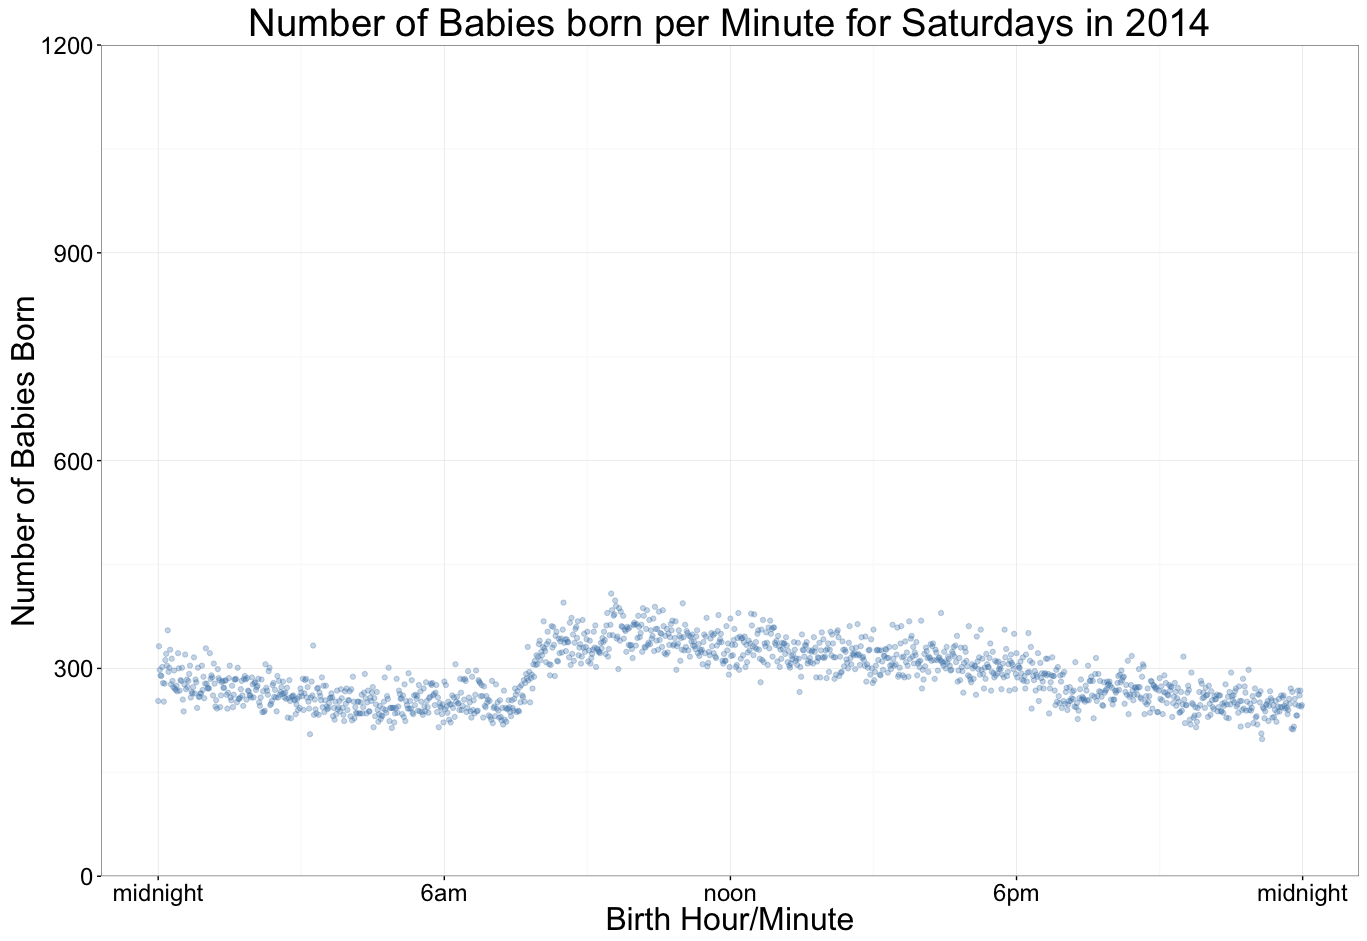 Number of Babies born per Minute for Saturdays in 2014
1200
900
600
300
0
Number of Babies Born
midnight 6am noon 6pm midnight
Birth Hour/Minute